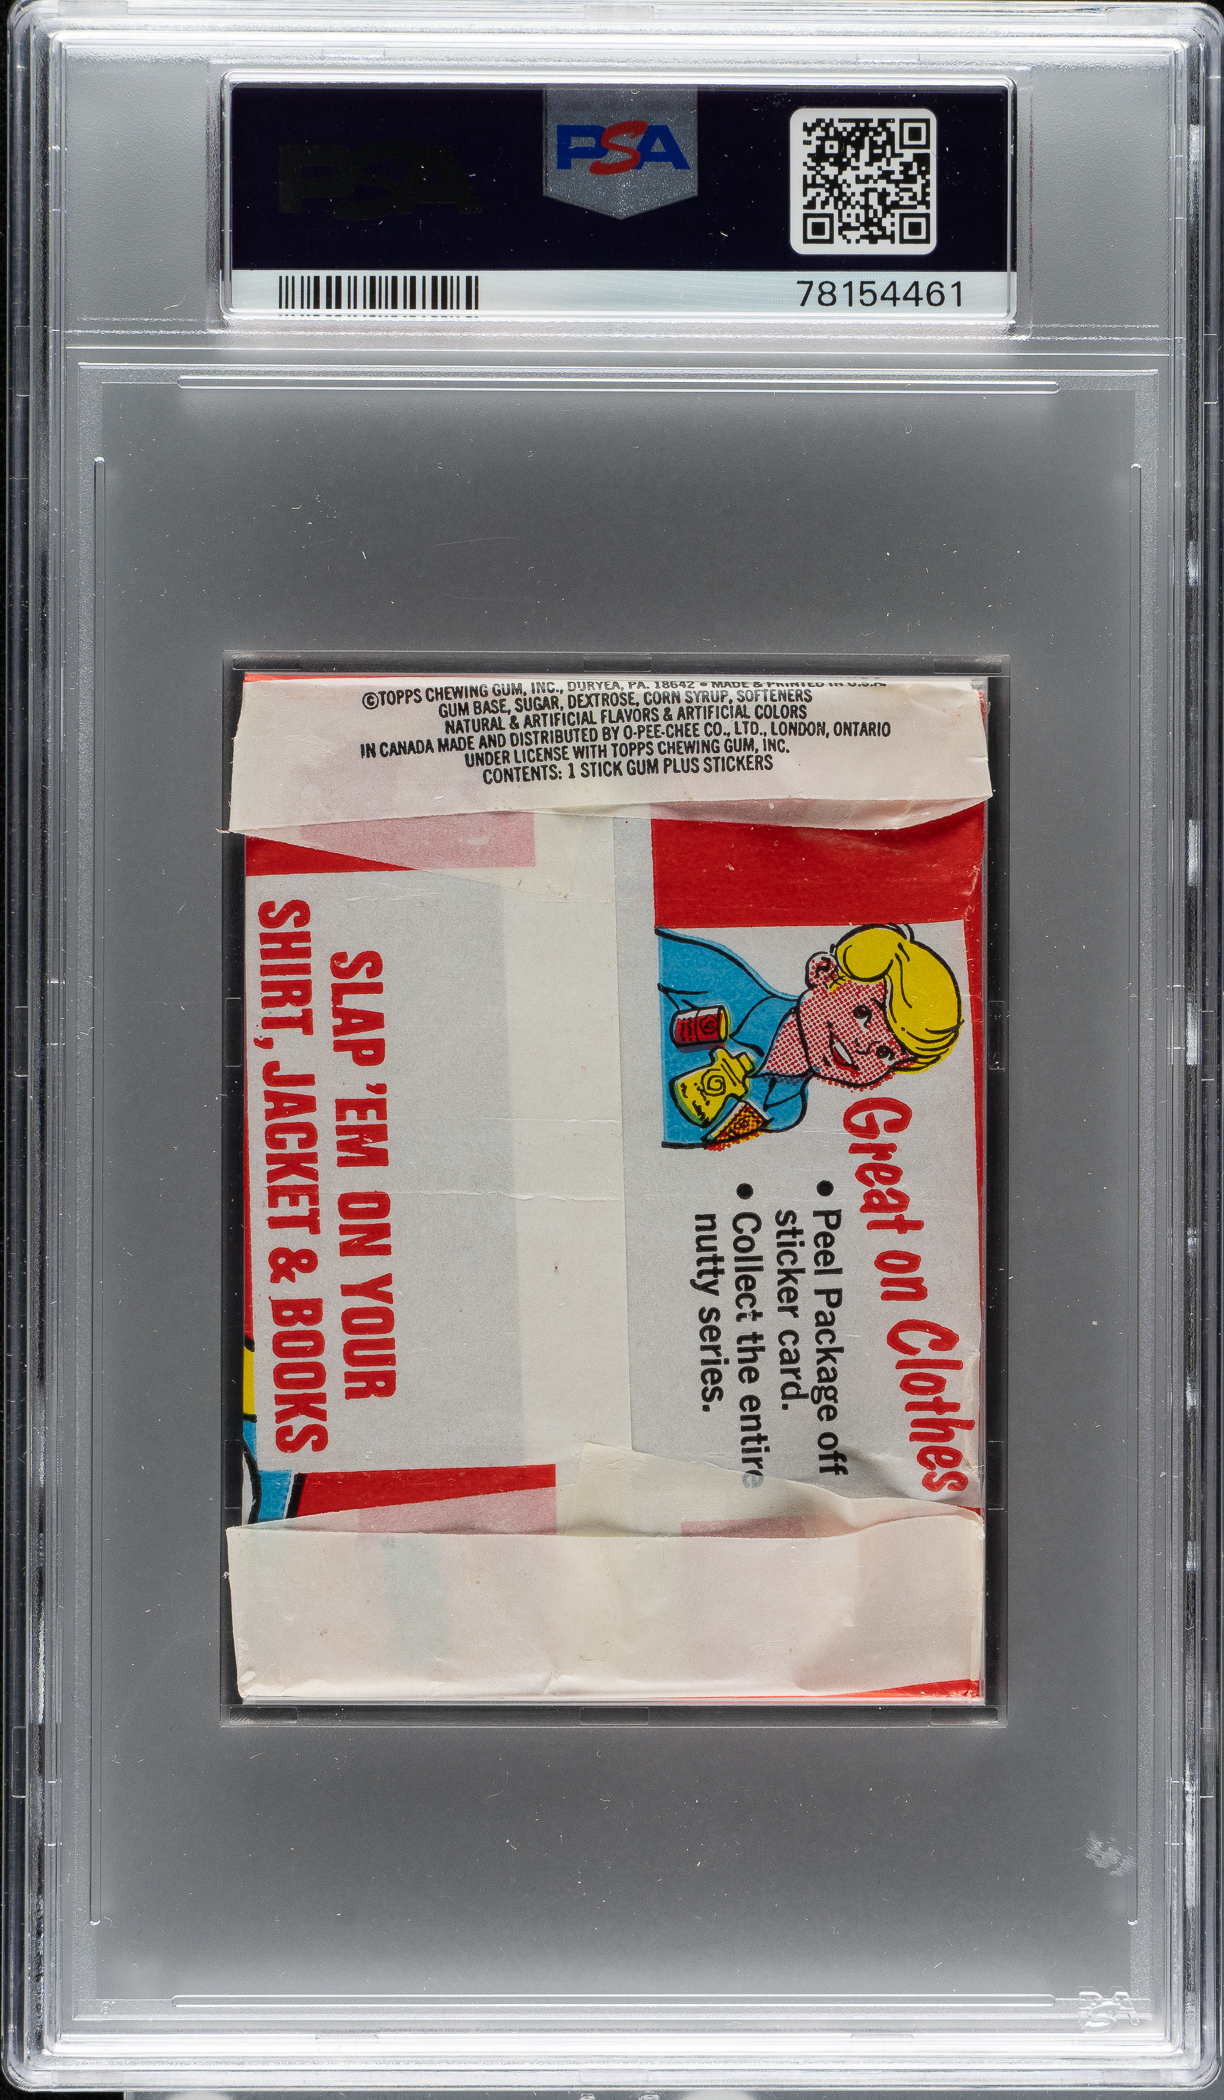 PSA
PSA
78154461
©TOPPS CHEWING GUM, INC., DURYEA, PA. 18642 • MADE & PRINTED IN U.S.A.
GUM BASE, SUGAR, DEXTROSE, CORN SYRUP, SOFTENERS
NATURAL & ARTIFICIAL FLAVORS & ARTIFICIAL COLORS
IN CANADA MADE AND DISTRIBUTED BY O-PEE-CHEE CO., LTD., LONDON, ONTARIO
UNDER LICENSE WITH TOPPS CHEWING GUM, INC.
CONTENTS: 1 STICK GUM PLUS STICKERS
Great on Clothes
• Peel Package off
sticker card.
• Collect the entire
nutty series.
SLAP 'EM ON YOUR
SHIRT, JACKET & BOOKS
PSA